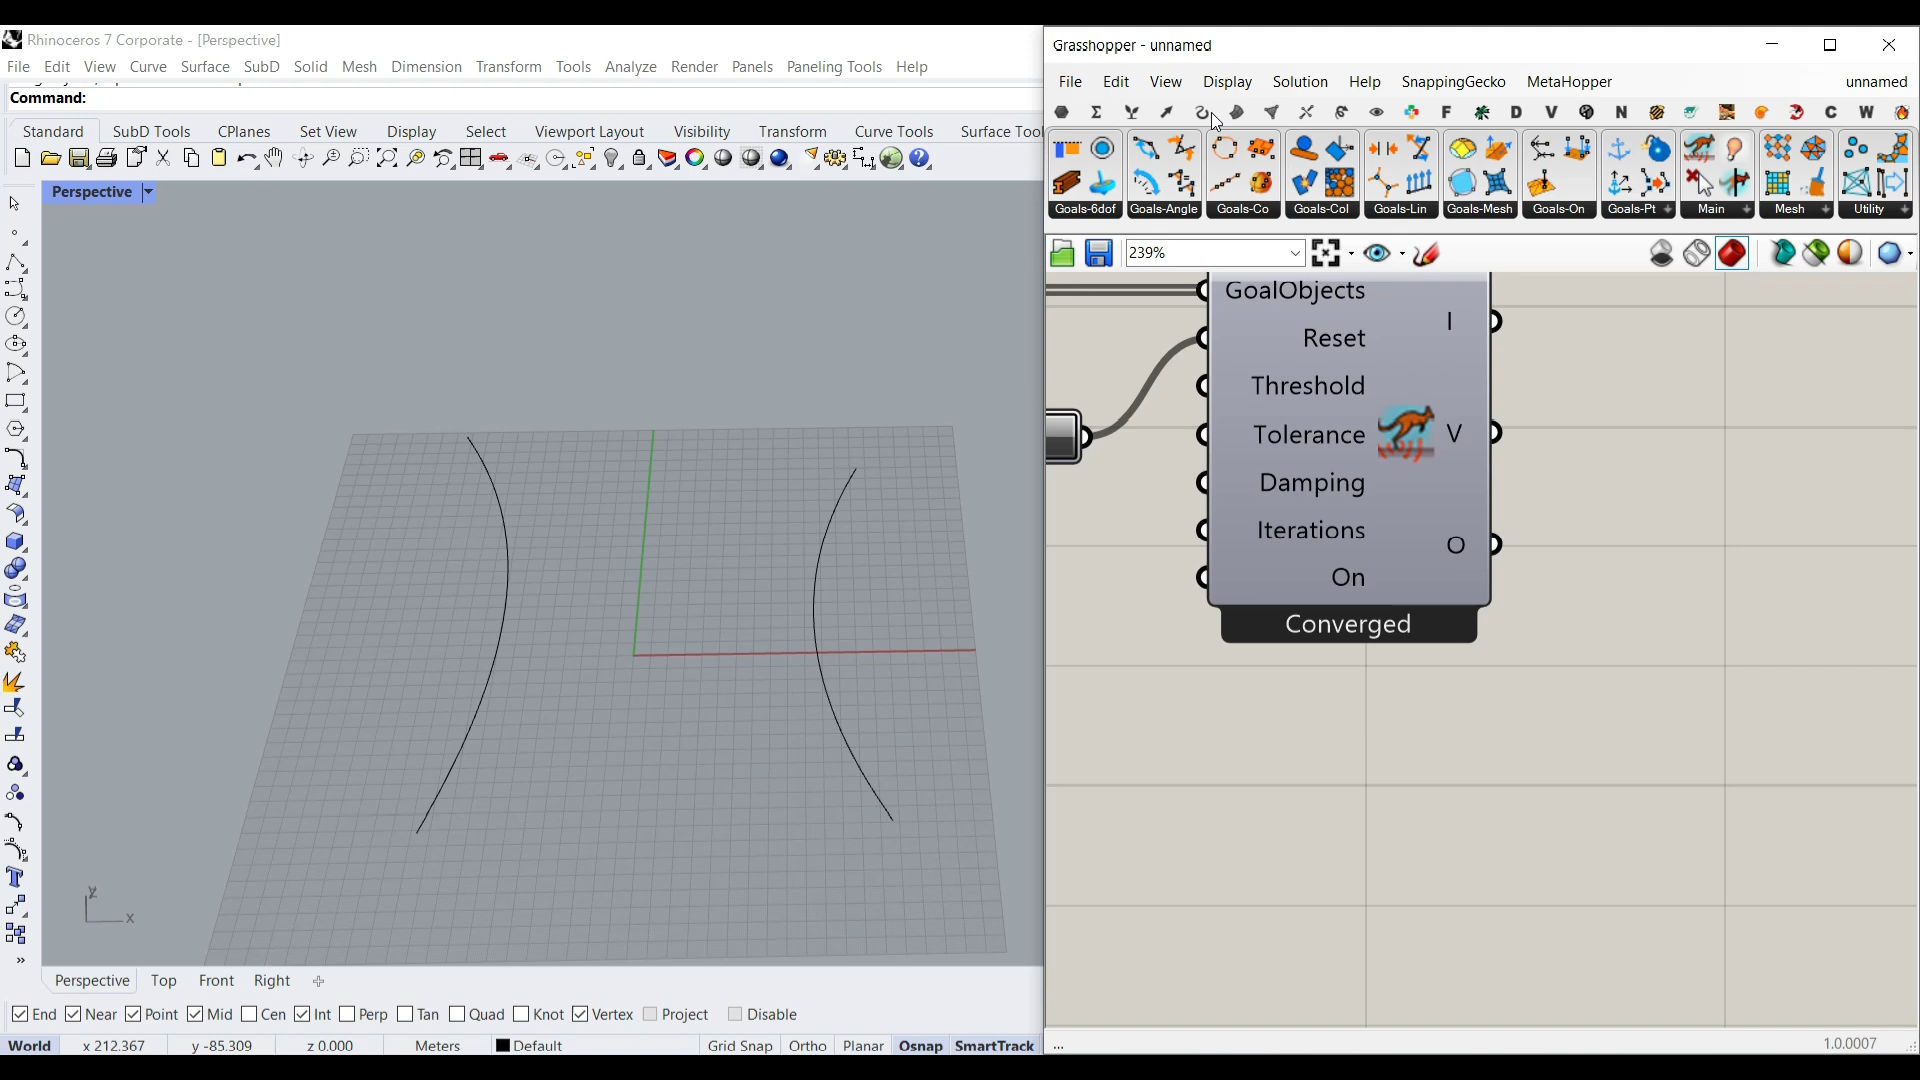 Rhinoceros 7 Corporate - [Perspective]
File Edit View Curve Surface SubD Solid Mesh Dimension Transform Tools Analyze Render Panels Paneling Tools Help
Command:
Standard SubD Tools CPlanes Set View Display Select Viewport Layout Visibility Transform Curve Tools Surface Tool
Perspective
y
x
Perspective Top Front Right
End Near Point Mid Cen Int Perp Tan Quad Knot Vertex Project Disable
World x 212.367 y -85.309 z 0.000 Meters Default Grid Snap Ortho Planar Osnap SmartTrack
Grasshopper - unnamed
File Edit View Display Solution Help SnappingGecko MetaHopper unnamed
F D V N C W
Goals-6dof Goals-Angle Goals-Co Goals-Col Goals-Lin Goals-Mesh Goals-On Goals-Pt Main Mesh Utility
239%
GoalObjects
I
Reset
Threshold
Tolerance V
Damping
Iterations
O
On
Converged
... 1.0.0007